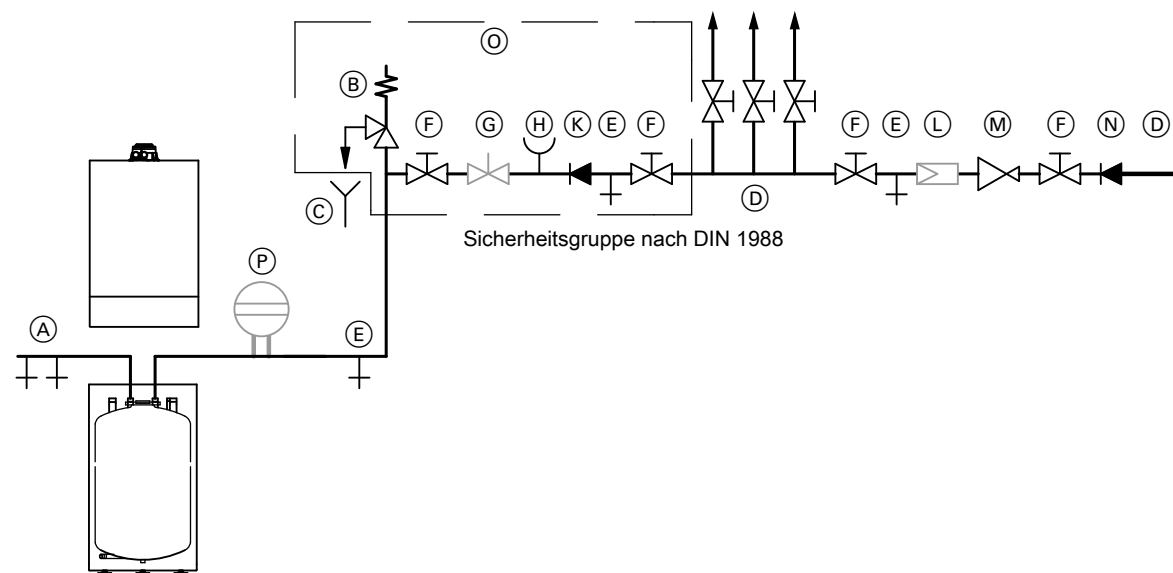 O
B
F G H K E F F E L M F N D
C D
Sicherheitsgruppe nach DIN 1988
P
A E